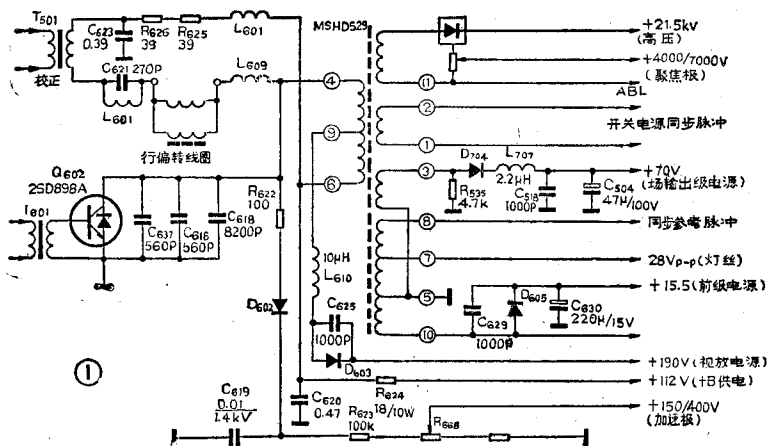 T501
校正
C623
0.39
R626
39
R625
39
L601
C621 270P
L601
L609
行偏转线圈
MSHD529
④
⑨
⑥
⑪
②
①
③
⑧
⑦
⑤
⑩
+21.5kV
(高压)
+4000/7000V
(聚焦极)
ABL
开关电源同步脉冲
D704
L707
2.2μH
R535
4.7k
C518
1000P
C504
47μ/100V
+70V
(场输出级电源)
同步参考脉冲
28Vp-p(灯丝)
+15.5(前级电源)
C629
1000P
D605
C630
220μ/15V
Q602
2SD898A
T601
C637
560P
C616
560P
C618
8200P
R622
100
10μH
L610
D602
C625
1000P
D603
+190V(视放电源)
+112V(+B供电)
+150/400V
(加速极)
R624
18/10W
C620
0.47
C619
0.01
1.4kV
R623
100k
R668
①